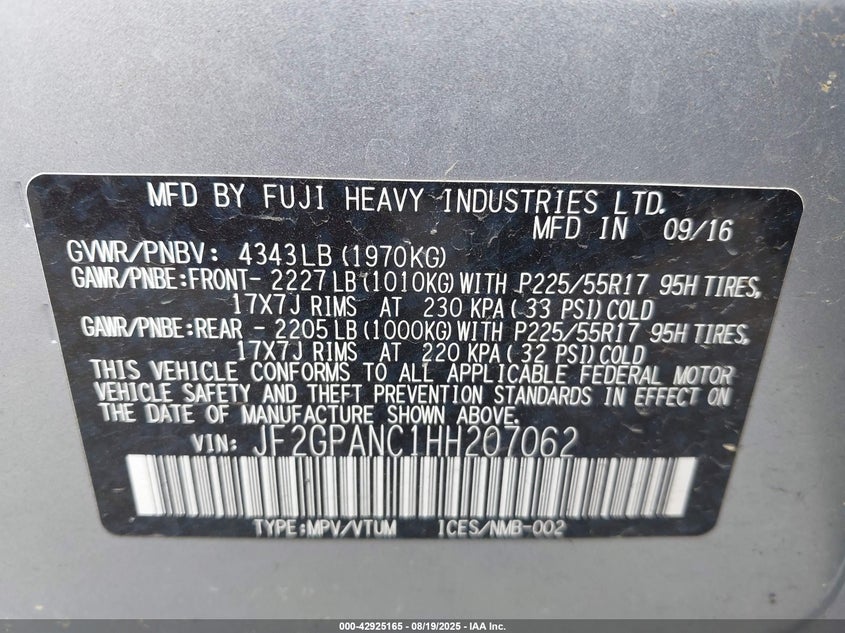 MFD BY FUJI HEAVY INDUSTRIES LTD.
MFD IN 09/16
GVWR/PNBV: 4343LB (1970KG)
GAWR/PNBE:FRONT- 2227LB(1010KG)WITH P225/55R17 95H TIRES,
17X7J RIMS AT 230 KPA( 33 PSI)COLD
GAWR/PNBE:REAR - 2205LB(1000KG)WITH P225/55R17 95H TIRES,
17X7J RIMS AT 220 KPA( 32 PSI)COLD
THIS VEHICLE CONFORMS TO ALL APPLICABLE FEDERAL MOTOR
VEHICLE SAFETY AND THEFT PREVENTION STANDARDS IN EFFECT ON
THE DATE OF MANUFACTURE SHOWN ABOVE.
VIN: JF2GPANC1HH207062
TYPE:MPV/VTUM ICES/NMB-002
000-42925165 - 08/19/2025 - IAA Inc.